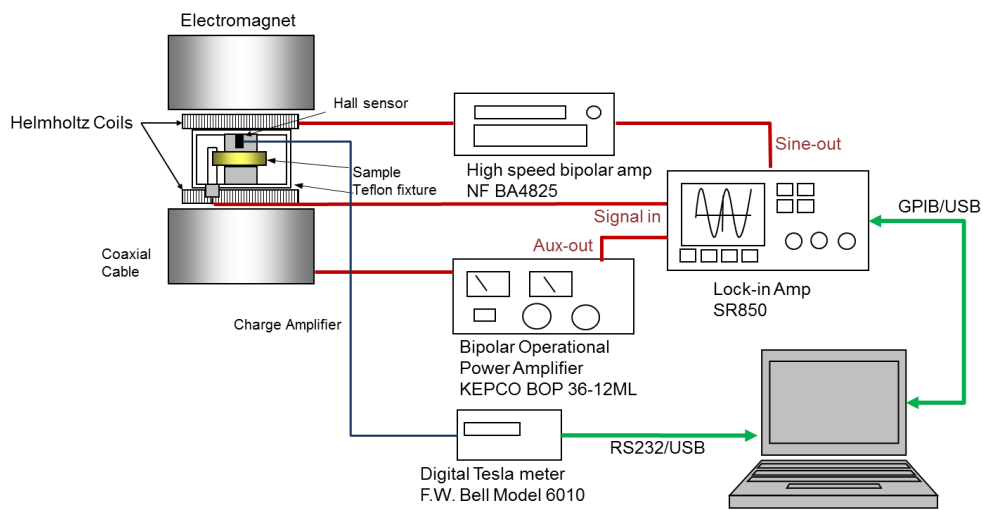 Electromagnet
Hall sensor
Helmholtz Coils
Sample
Teflon fixture
High speed bipolar amp
NF BA4825
Sine-out
Signal in
Aux-out
GPIB/USB
Coaxial
Cable
Lock-in Amp
SR850
Charge Amplifier
Bipolar Operational
Power Amplifier
KEPCO BOP 36-12ML
RS232/USB
Digital Tesla meter
F.W. Bell Model 6010